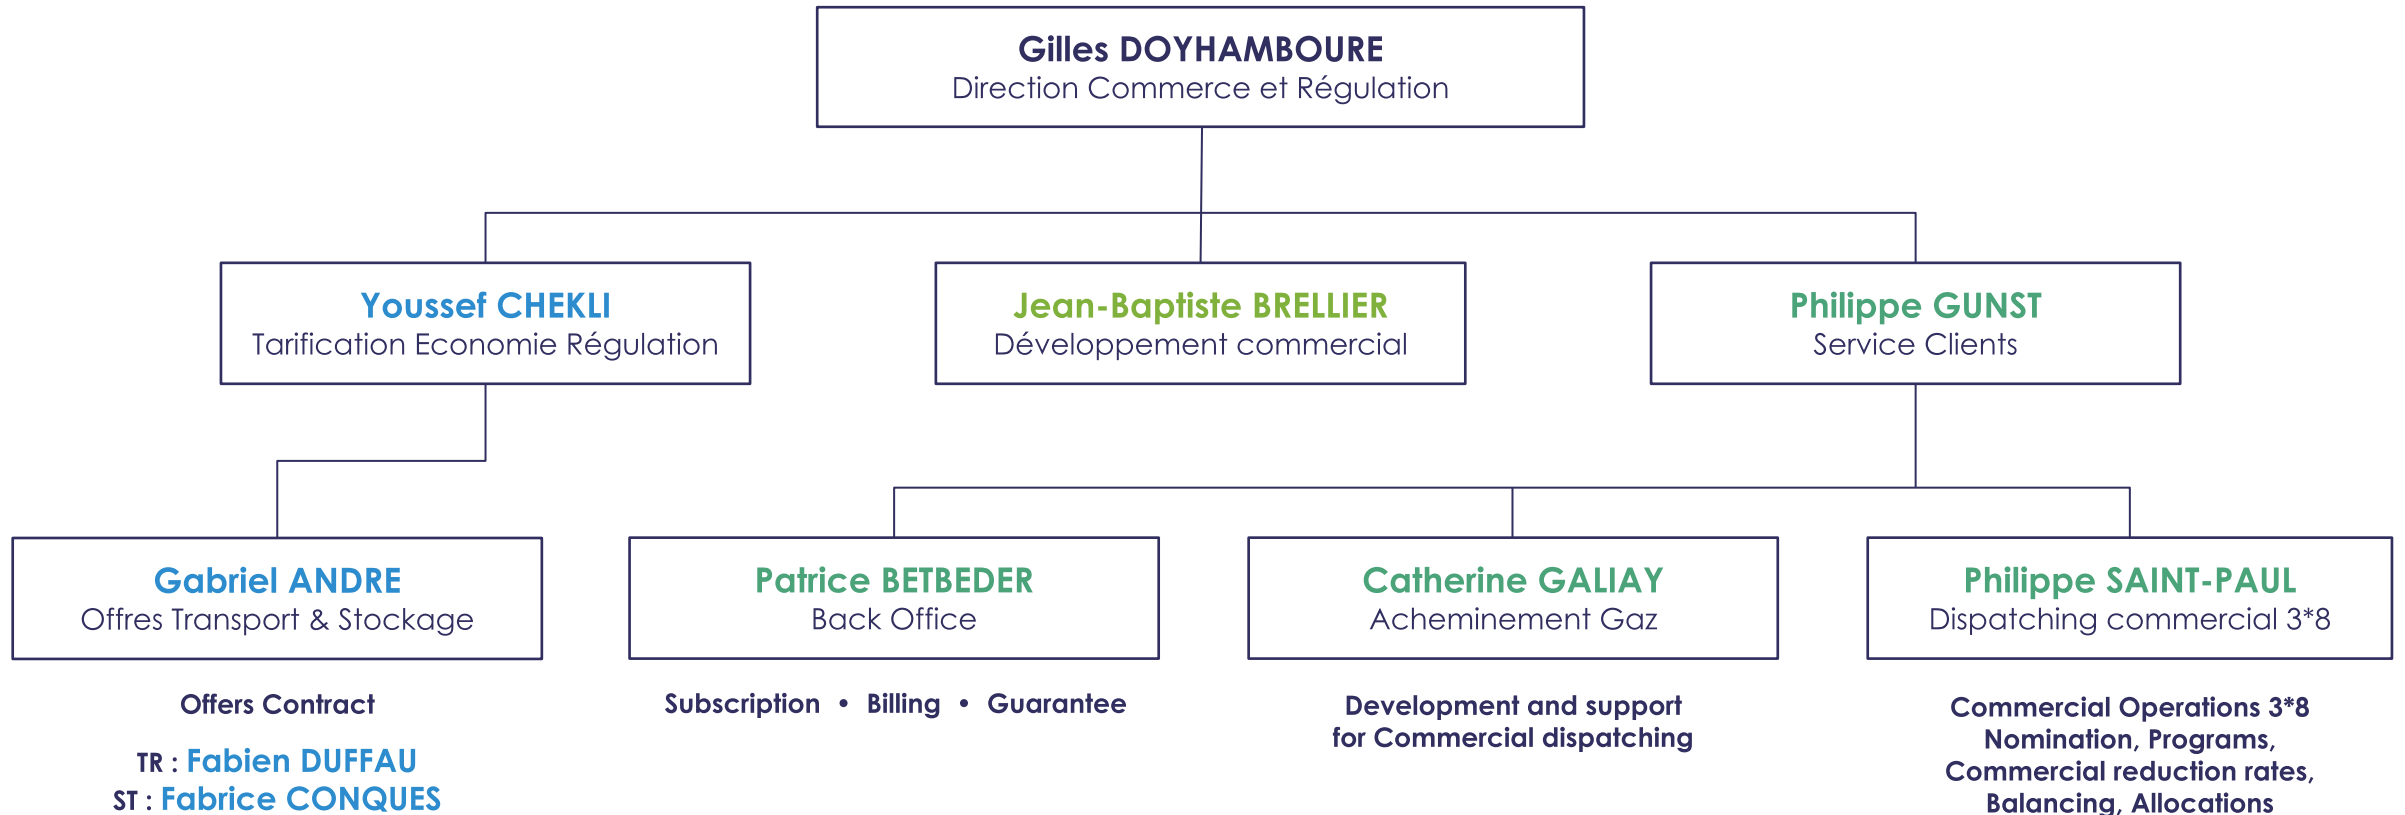 Gilles DOYHAMBOURE
Direction Commerce et Régulation
Youssef CHEKLI
Tarification Economie Régulation
Jean-Baptiste BRELLIER
Développement commercial
Philippe GUNST
Service Clients
Gabriel ANDRE
Offres Transport & Stockage
Patrice BETBEDER
Back Office
Catherine GALIAY
Acheminement Gaz
Philippe SAINT-PAUL
Dispatching commercial 3*8
Offers Contract
TR : Fabien DUFFAU
ST : Fabrice CONQUES
Subscription • Billing • Guarantee
Development and support
for Commercial dispatching
Commercial Operations 3*8
Nomination, Programs,
Commercial reduction rates,
Balancing, Allocations